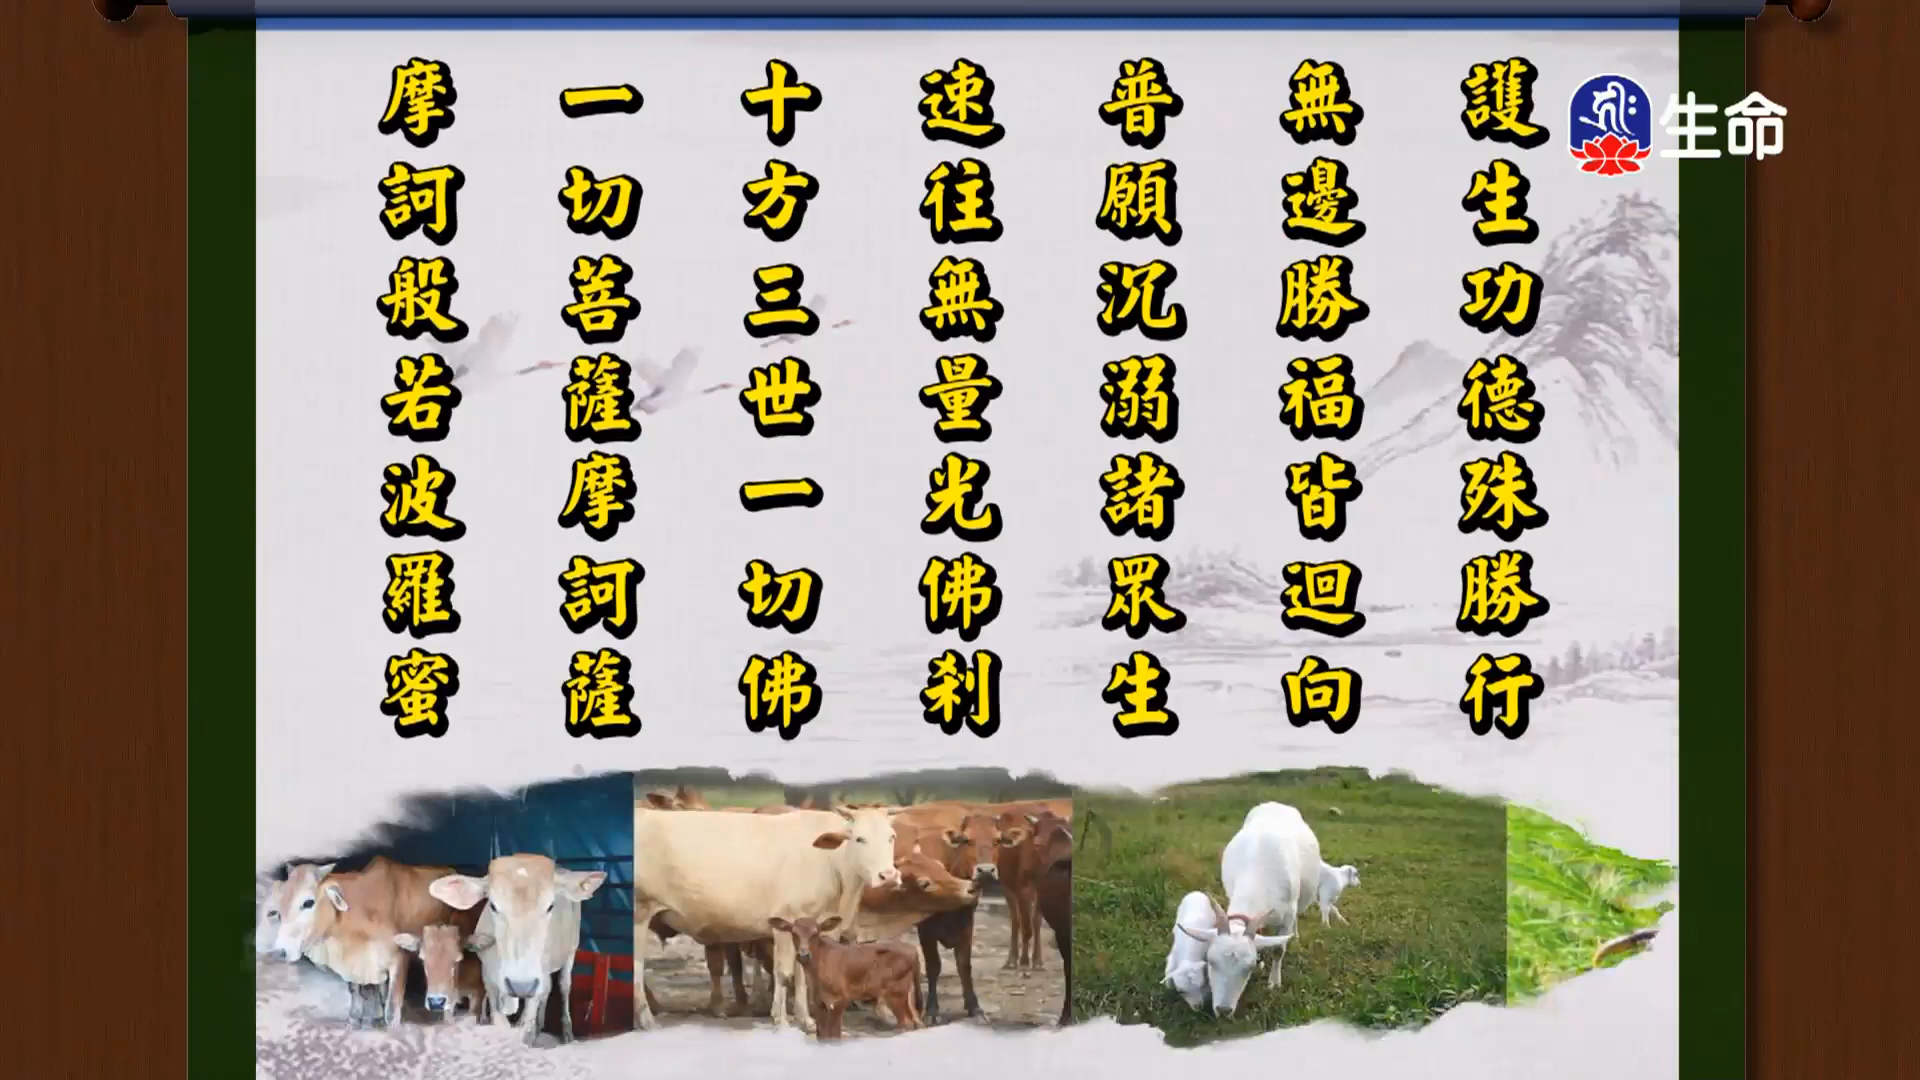 護生功德殊勝行
無邊勝福皆迴向
普願沉溺諸眾生
速往無量光佛剎
十方三世一切佛
一切菩薩摩訶薩
摩訶般若波羅蜜
生命